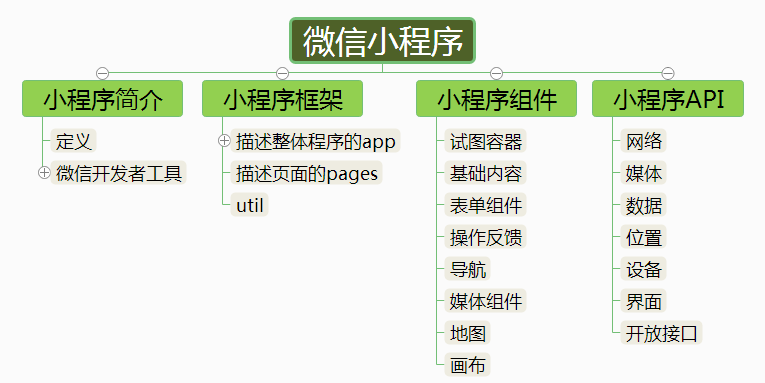 微信小程序
小程序简介
定义
微信开发者工具
小程序框架
描述整体程序的app
描述页面的pages
util
小程序组件
试图容器
基础内容
表单组件
操作反馈
导航
媒体组件
地图
画布
小程序API
网络
媒体
数据
位置
设备
界面
开放接口